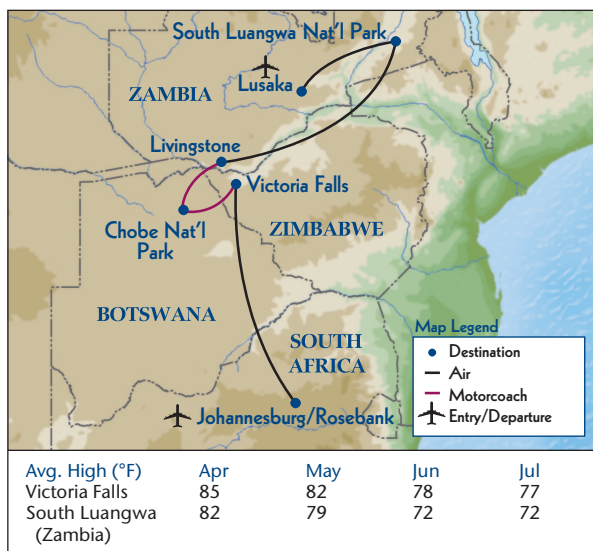 South Luangwa Nat'l Park
Lusaka
ZAMBIA
Livingstone
Victoria Falls
Chobe Nat'l
Park
ZIMBABWE
BOTSWANA
SOUTH
AFRICA
Map Legend
Destination
Air
Motorcoach
Entry/Departure
Johannesburg/Rosebank
Avg. High (°F) Apr May Jun Jul
Victoria Falls 85 82 78 77
South Luangwa 82 79 72 72
(Zambia)